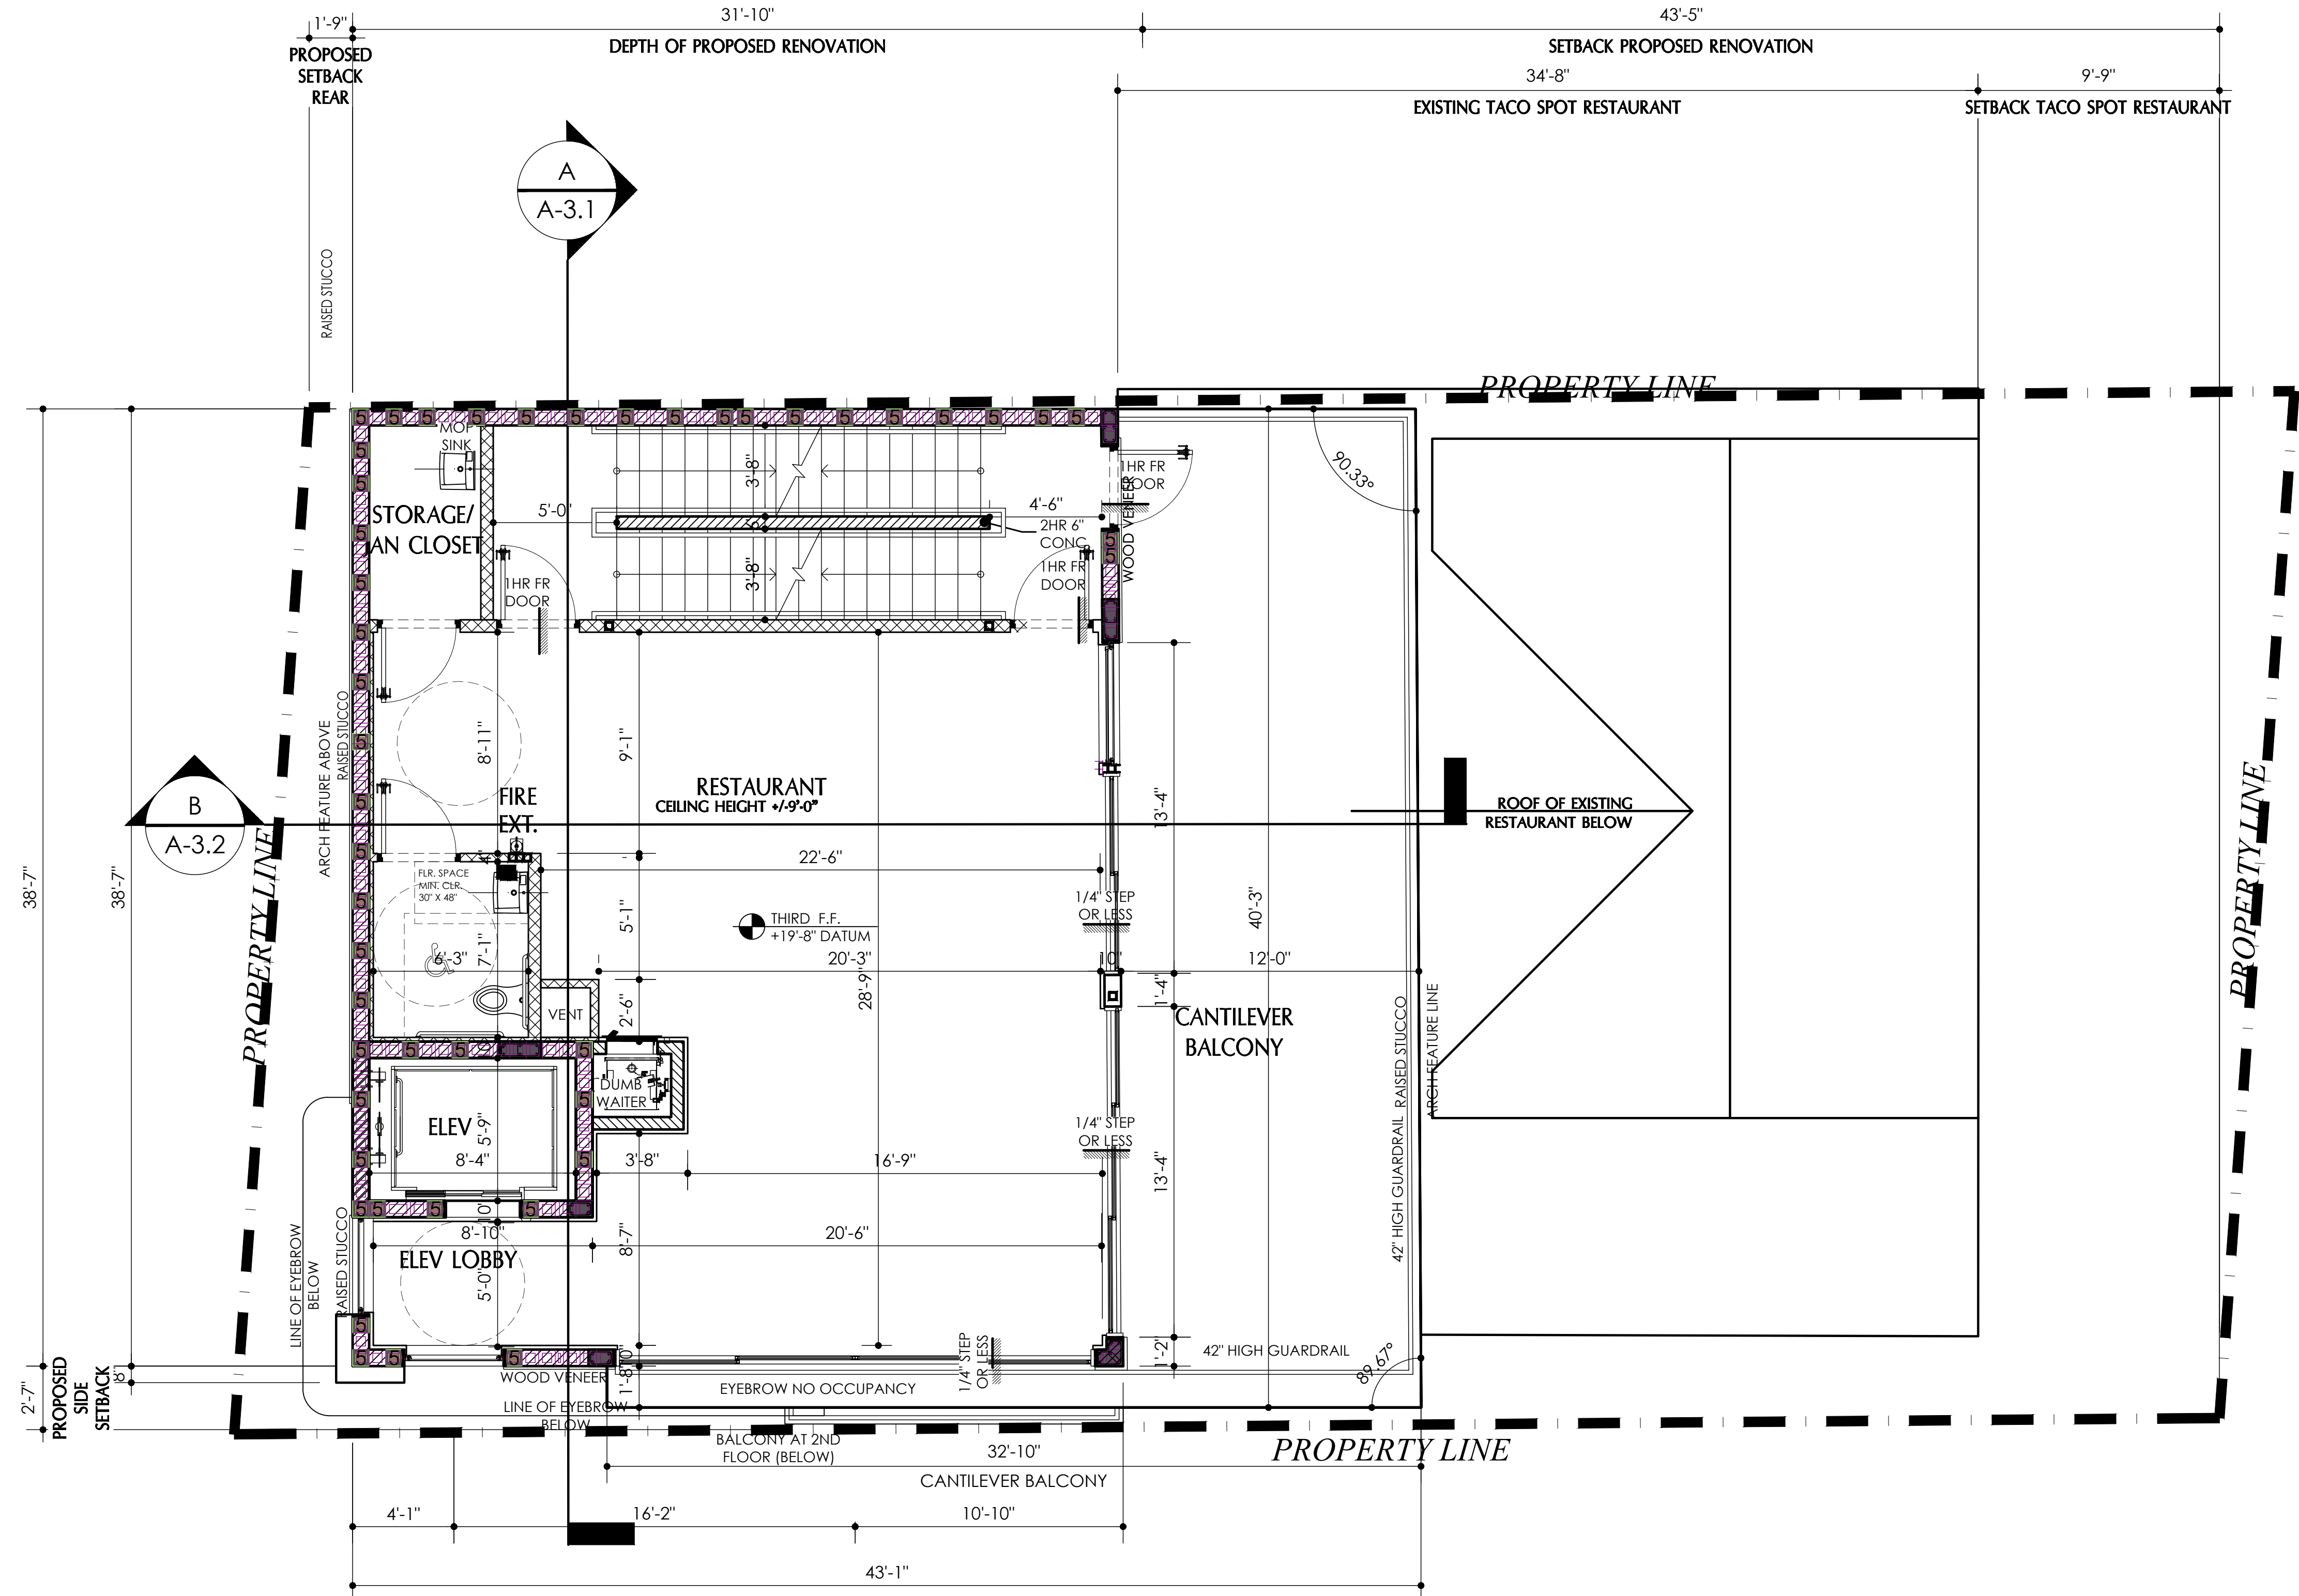 1'-9"
31'-10"
43'-5"
PROPOSED
SETBACK
REAR
DEPTH OF PROPOSED RENOVATION
SETBACK PROPOSED RENOVATION
34'-8"
9'-9"
EXISTING TACO SPOT RESTAURANT
SETBACK TACO SPOT RESTAURANT
A
A-3.1
RAISED STUCCO
PROPERTY LINE
MOP
SINK
STORAGE/
JAN CLOSET
5'-0"
3'-8"
6"
3'-8"
4'-6"
2HR 6"
CONC
1HR FR
DOOR
1HR FR
DOOR
1HR FR
DOOR
WOOD VENEER
90.33°
ARCH FEATURE ABOVE
RAISED STUCCO
8'-11"
9'-1"
FIRE
EXT.
RESTAURANT
CEILING HEIGHT +/-9'-0"
13'-4"
ROOF OF EXISTING
RESTAURANT BELOW
B
A-3.2
PROPERTY LINE
PROPERTY LINE
38'-7"
38'-7"
4"
FLR. SPACE
MIN. CLR.
30" X 48"
22'-6"
5'-1"
THIRD F.F.
+19'-8" DATUM
1/4" STEP
OR LESS
40'-3"
6'-3"
7'-1"
20'-3"
10"
12'-0"
28'-9"
1'-4"
2'-6"
VENT
CANTILEVER
BALCONY
DUMB
WAITER
ELEV
5'-9"
8'-4"
3'-8"
16'-9"
1/4" STEP
OR LESS
13'-4"
42" HIGH GUARDRAIL
RAISED STUCCO
ARCH FEATURE LINE
10"
8'-10"
8'-7"
20'-6"
ELEV LOBBY
5'-0"
LINE OF EYEBROW
BELOW
RAISED STUCCO
1/4" STEP
OR LESS
1'-2"
42" HIGH GUARDRAIL
89.67°
8"
2'-7"
PROPOSED
SIDE
SETBACK
WOOD VENEER
1'-8"
EYEBROW NO OCCUPANCY
LINE OF EYEBROW
BELOW
BALCONY AT 2ND
FLOOR (BELOW)
PROPERTY LINE
32'-10"
CANTILEVER BALCONY
4'-1"
16'-2"
10'-10"
43'-1"